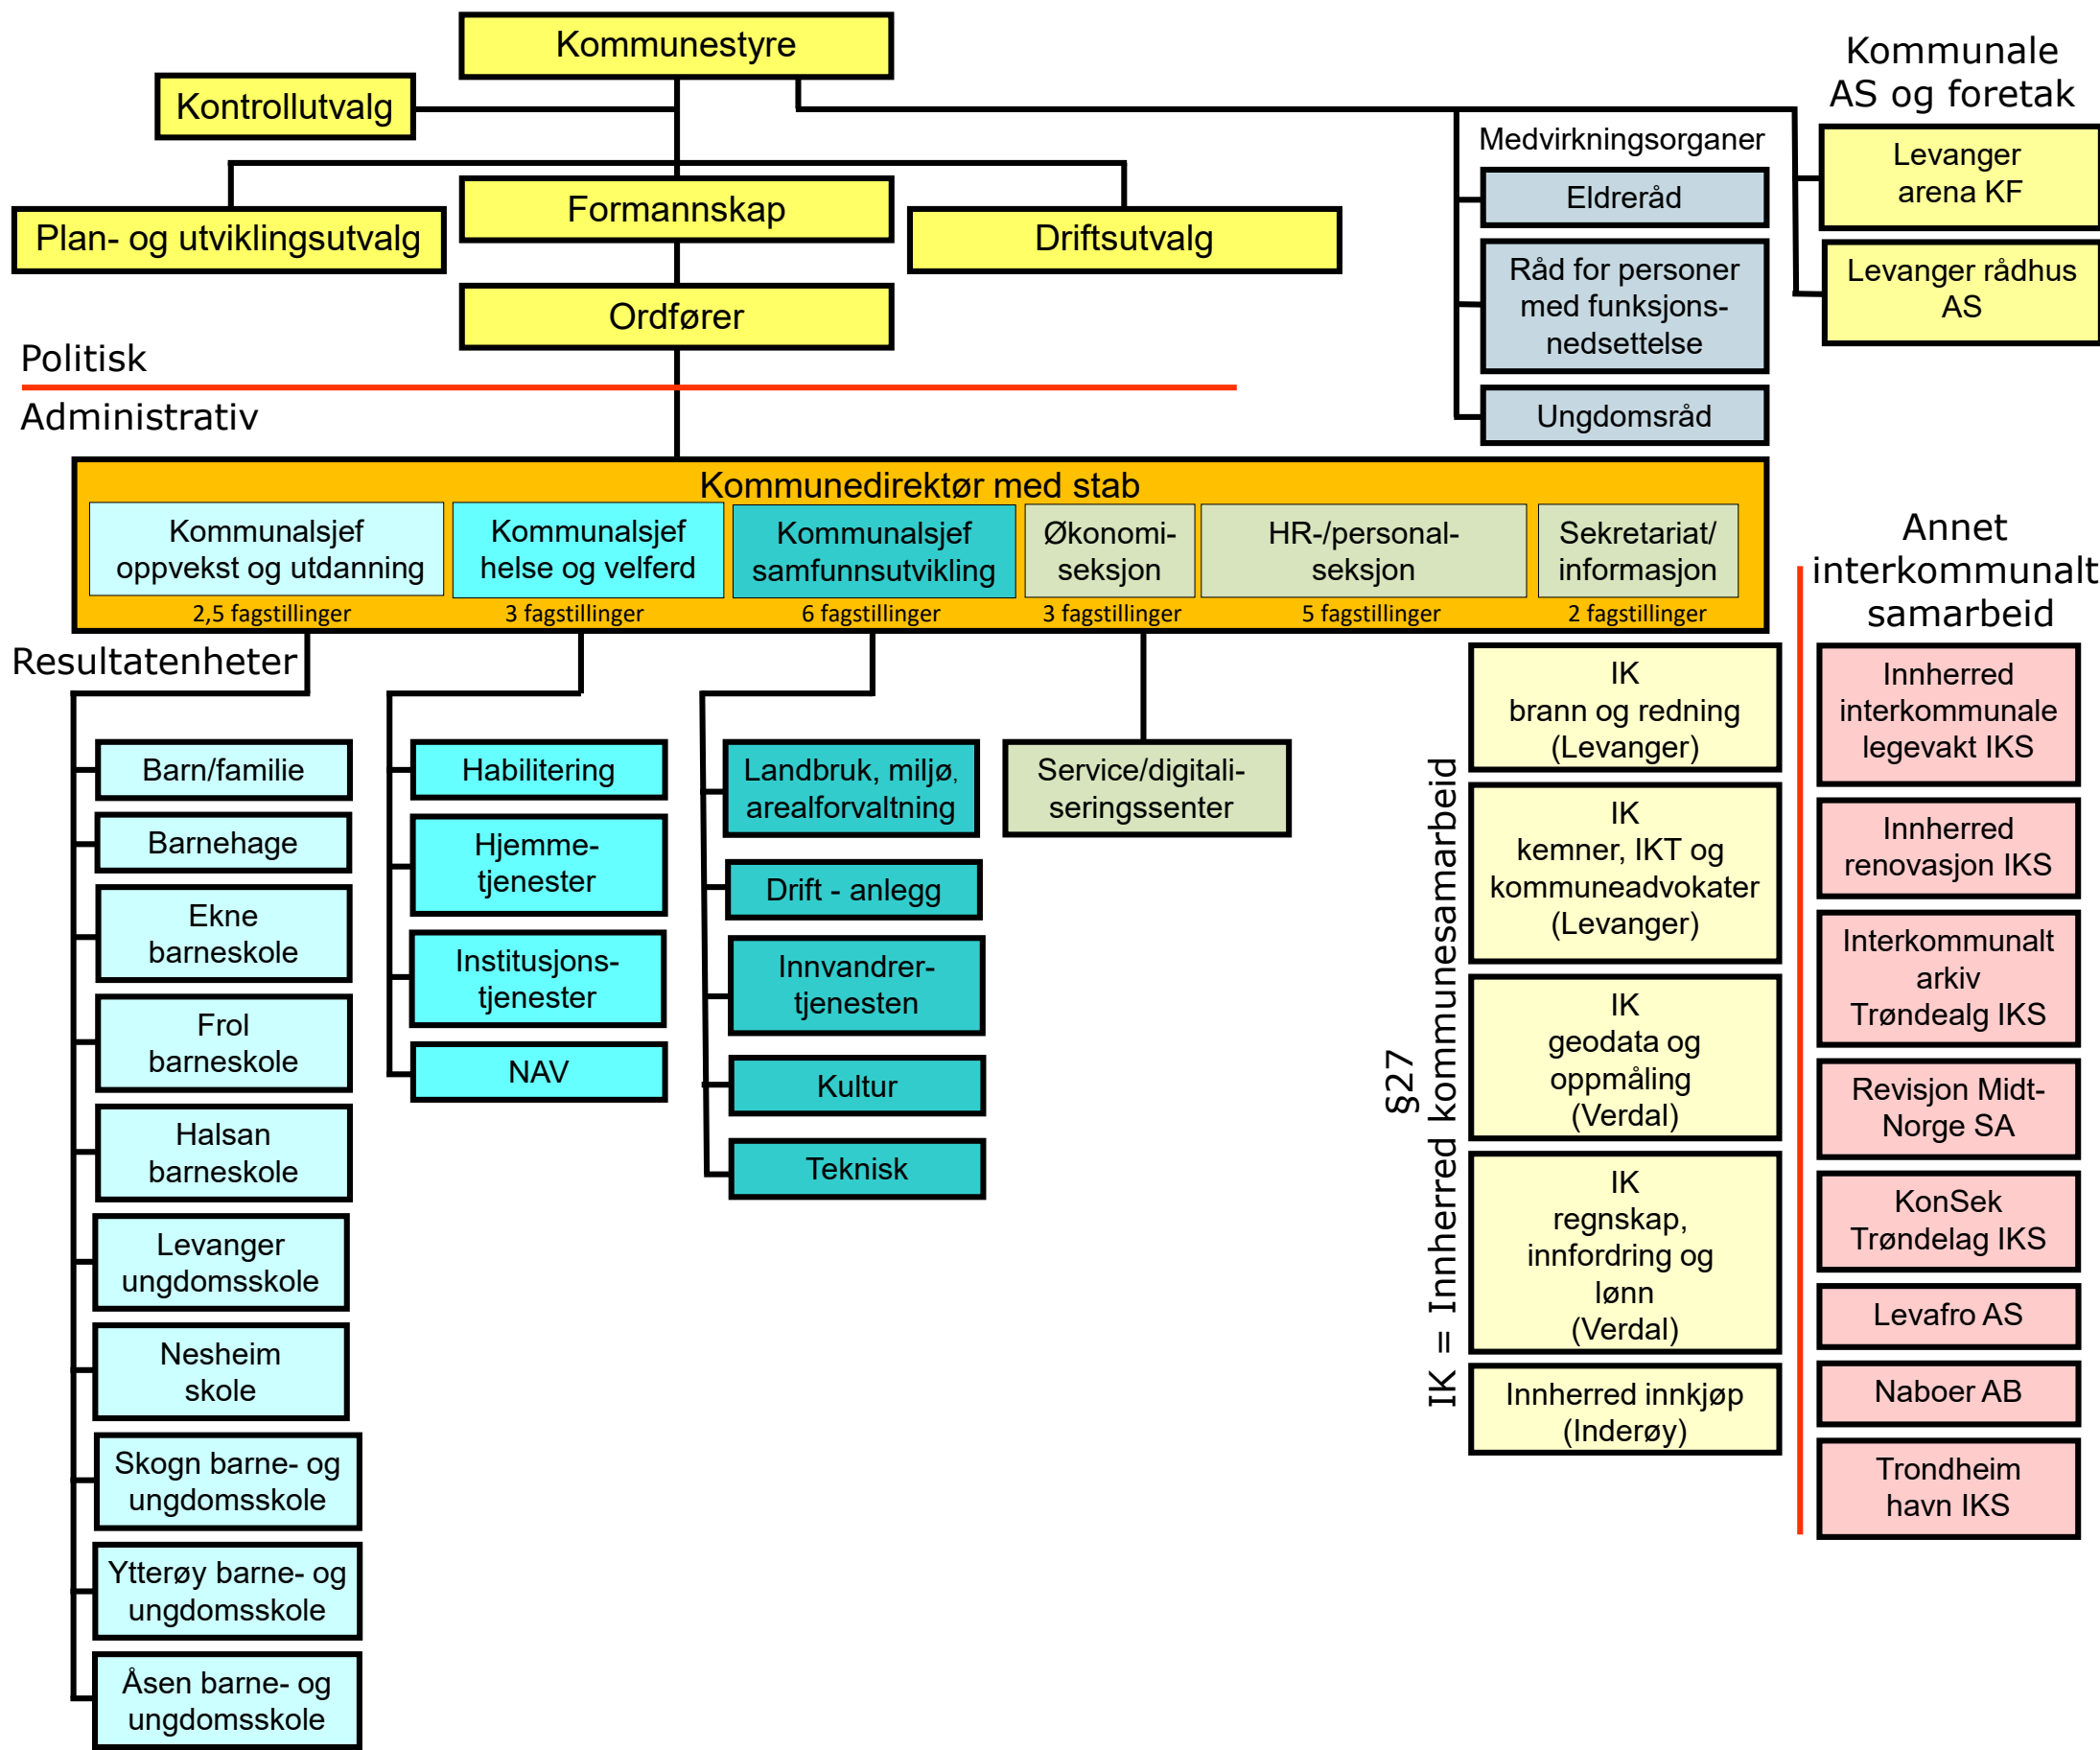 Kommunestyre
Kontrollutvalg
Formannskap
Plan- og utviklingsutvalg
Driftsutvalg
Ordfører
Politisk
Administrativ
Medvirkningsorganer
Eldreråd
Råd for personer
med funksjons-
nedsettelse
Ungdomsråd
Kommunale
AS og foretak
Levanger
arena KF
Levanger rådhus
AS
Kommunedirektør med stab
Kommunalsjef
oppvekst og utdanning
2,5 fagstillinger
Kommunalsjef
helse og velferd
3 fagstillinger
Kommunalsjef
samfunnsutvikling
6 fagstillinger
Økonomi-
seksjon
3 fagstillinger
HR-/personal-
seksjon
5 fagstillinger
Sekretariat/
informasjon
2 fagstillinger
Resultatenheter
Barn/familie
Barnehage
Ekne
barneskole
Frol
barneskole
Halsan
barneskole
Levanger
ungdomsskole
Nesheim
skole
Skogn barne- og
ungdomsskole
Ytterøy barne- og
ungdomsskole
Åsen barne- og
ungdomsskole
Habilitering
Hjemme-
tjenester
Institusjons-
tjenester
NAV
Landbruk, miljø,
arealforvaltning
Drift - anlegg
Innvandrer-
tjenesten
Kultur
Teknisk
Service/digitali-
seringssenter
§27
IK = Innherred kommunesamarbeid
IK
brann og redning
(Levanger)
IK
kemner, IKT og
kommuneadvokater
(Levanger)
IK
geodata og
oppmåling
(Verdal)
IK
regnskap,
innfordring og
lønn
(Verdal)
Innherred innkjøp
(Inderøy)
Annet
interkommunalt
samarbeid
Innherred
interkommunale
legevakt IKS
Innherred
renovasjon IKS
Interkommunalt
arkiv
Trøndealg IKS
Revisjon Midt-
Norge SA
KonSek
Trøndelag IKS
Levafro AS
Naboer AB
Trondheim
havn IKS